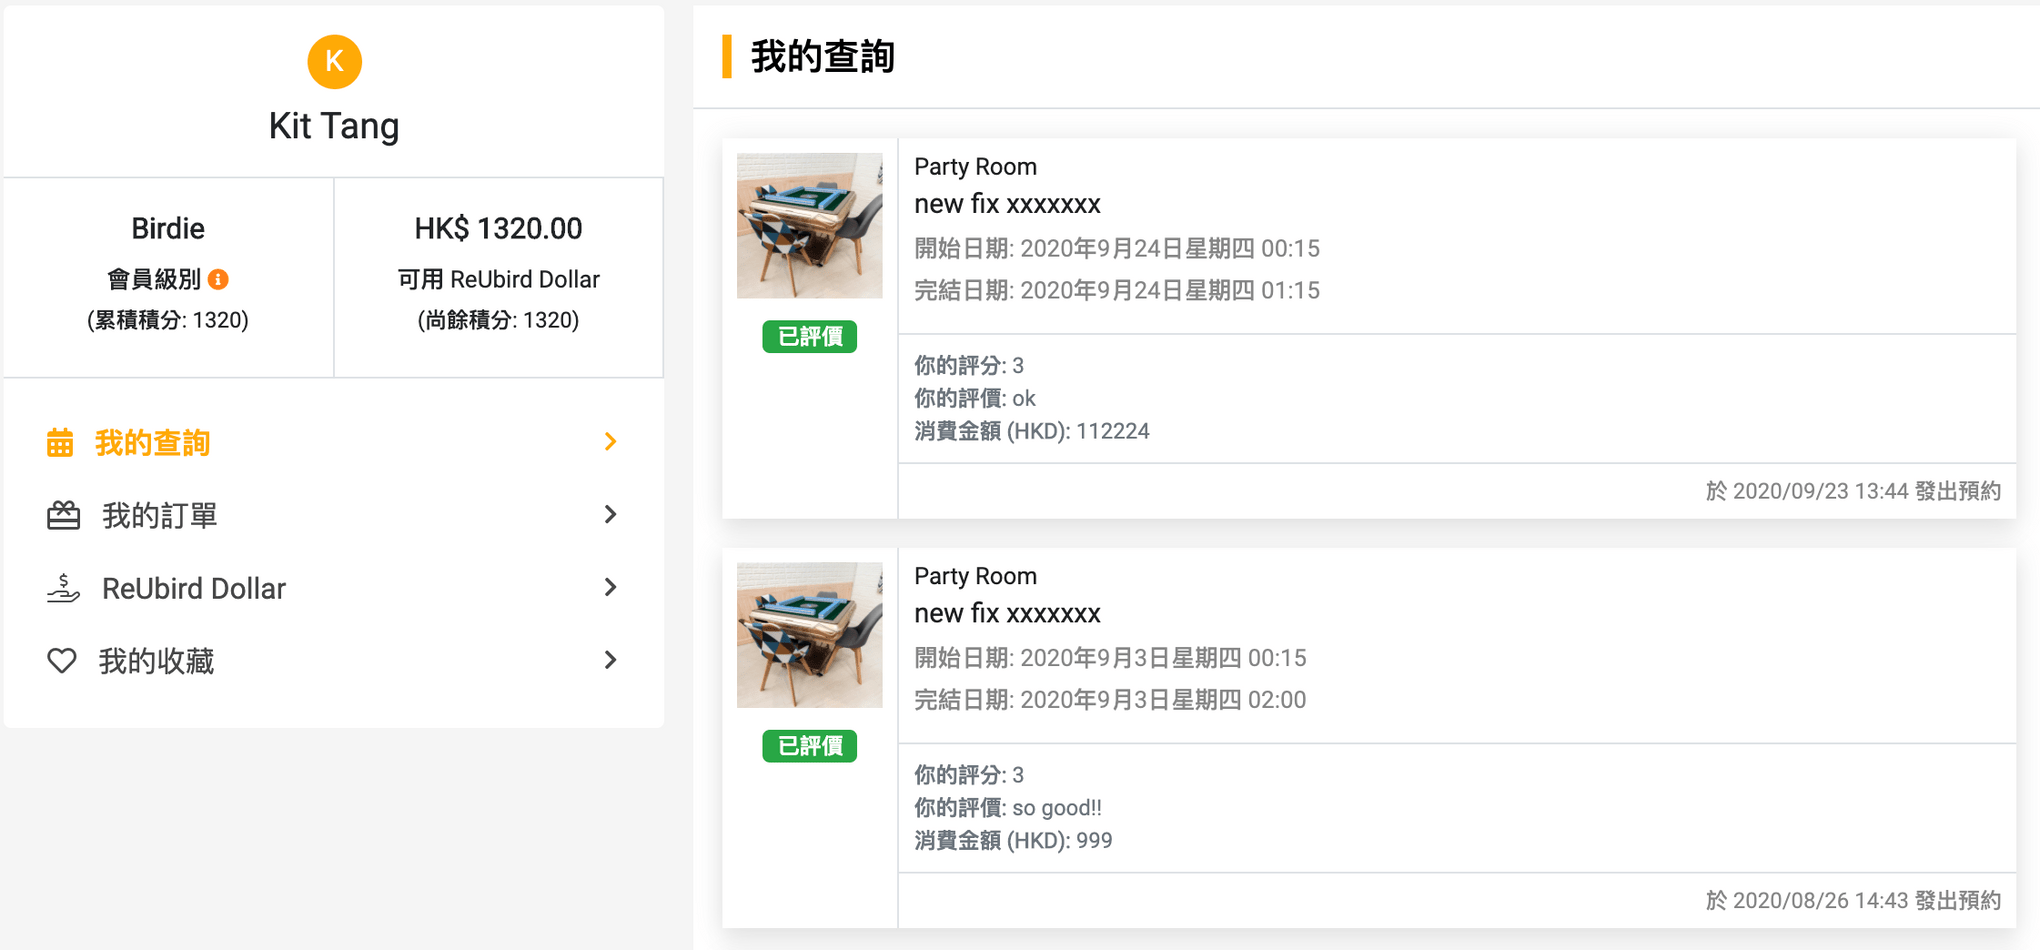 K
Kit Tang
Birdie
會員級別
(累積積分: 1320)
HK$ 1320.00
可用 ReUbird Dollar
(尚餘積分: 1320)
我的查詢
我的訂單
ReUbird Dollar
我的收藏
我的查詢
Party Room
new fix xxxxxxx
開始日期: 2020年9月24日星期四 00:15
完結日期: 2020年9月24日星期四 01:15
已評價
你的評分: 3
你的評價: ok
消費金額 (HKD): 112224
於 2020/09/23 13:44 發出預約
Party Room
new fix xxxxxxx
開始日期: 2020年9月3日星期四 00:15
完結日期: 2020年9月3日星期四 02:00
已評價
你的評分: 3
你的評價: so good!!
消費金額 (HKD): 999
於 2020/08/26 14:43 發出預約